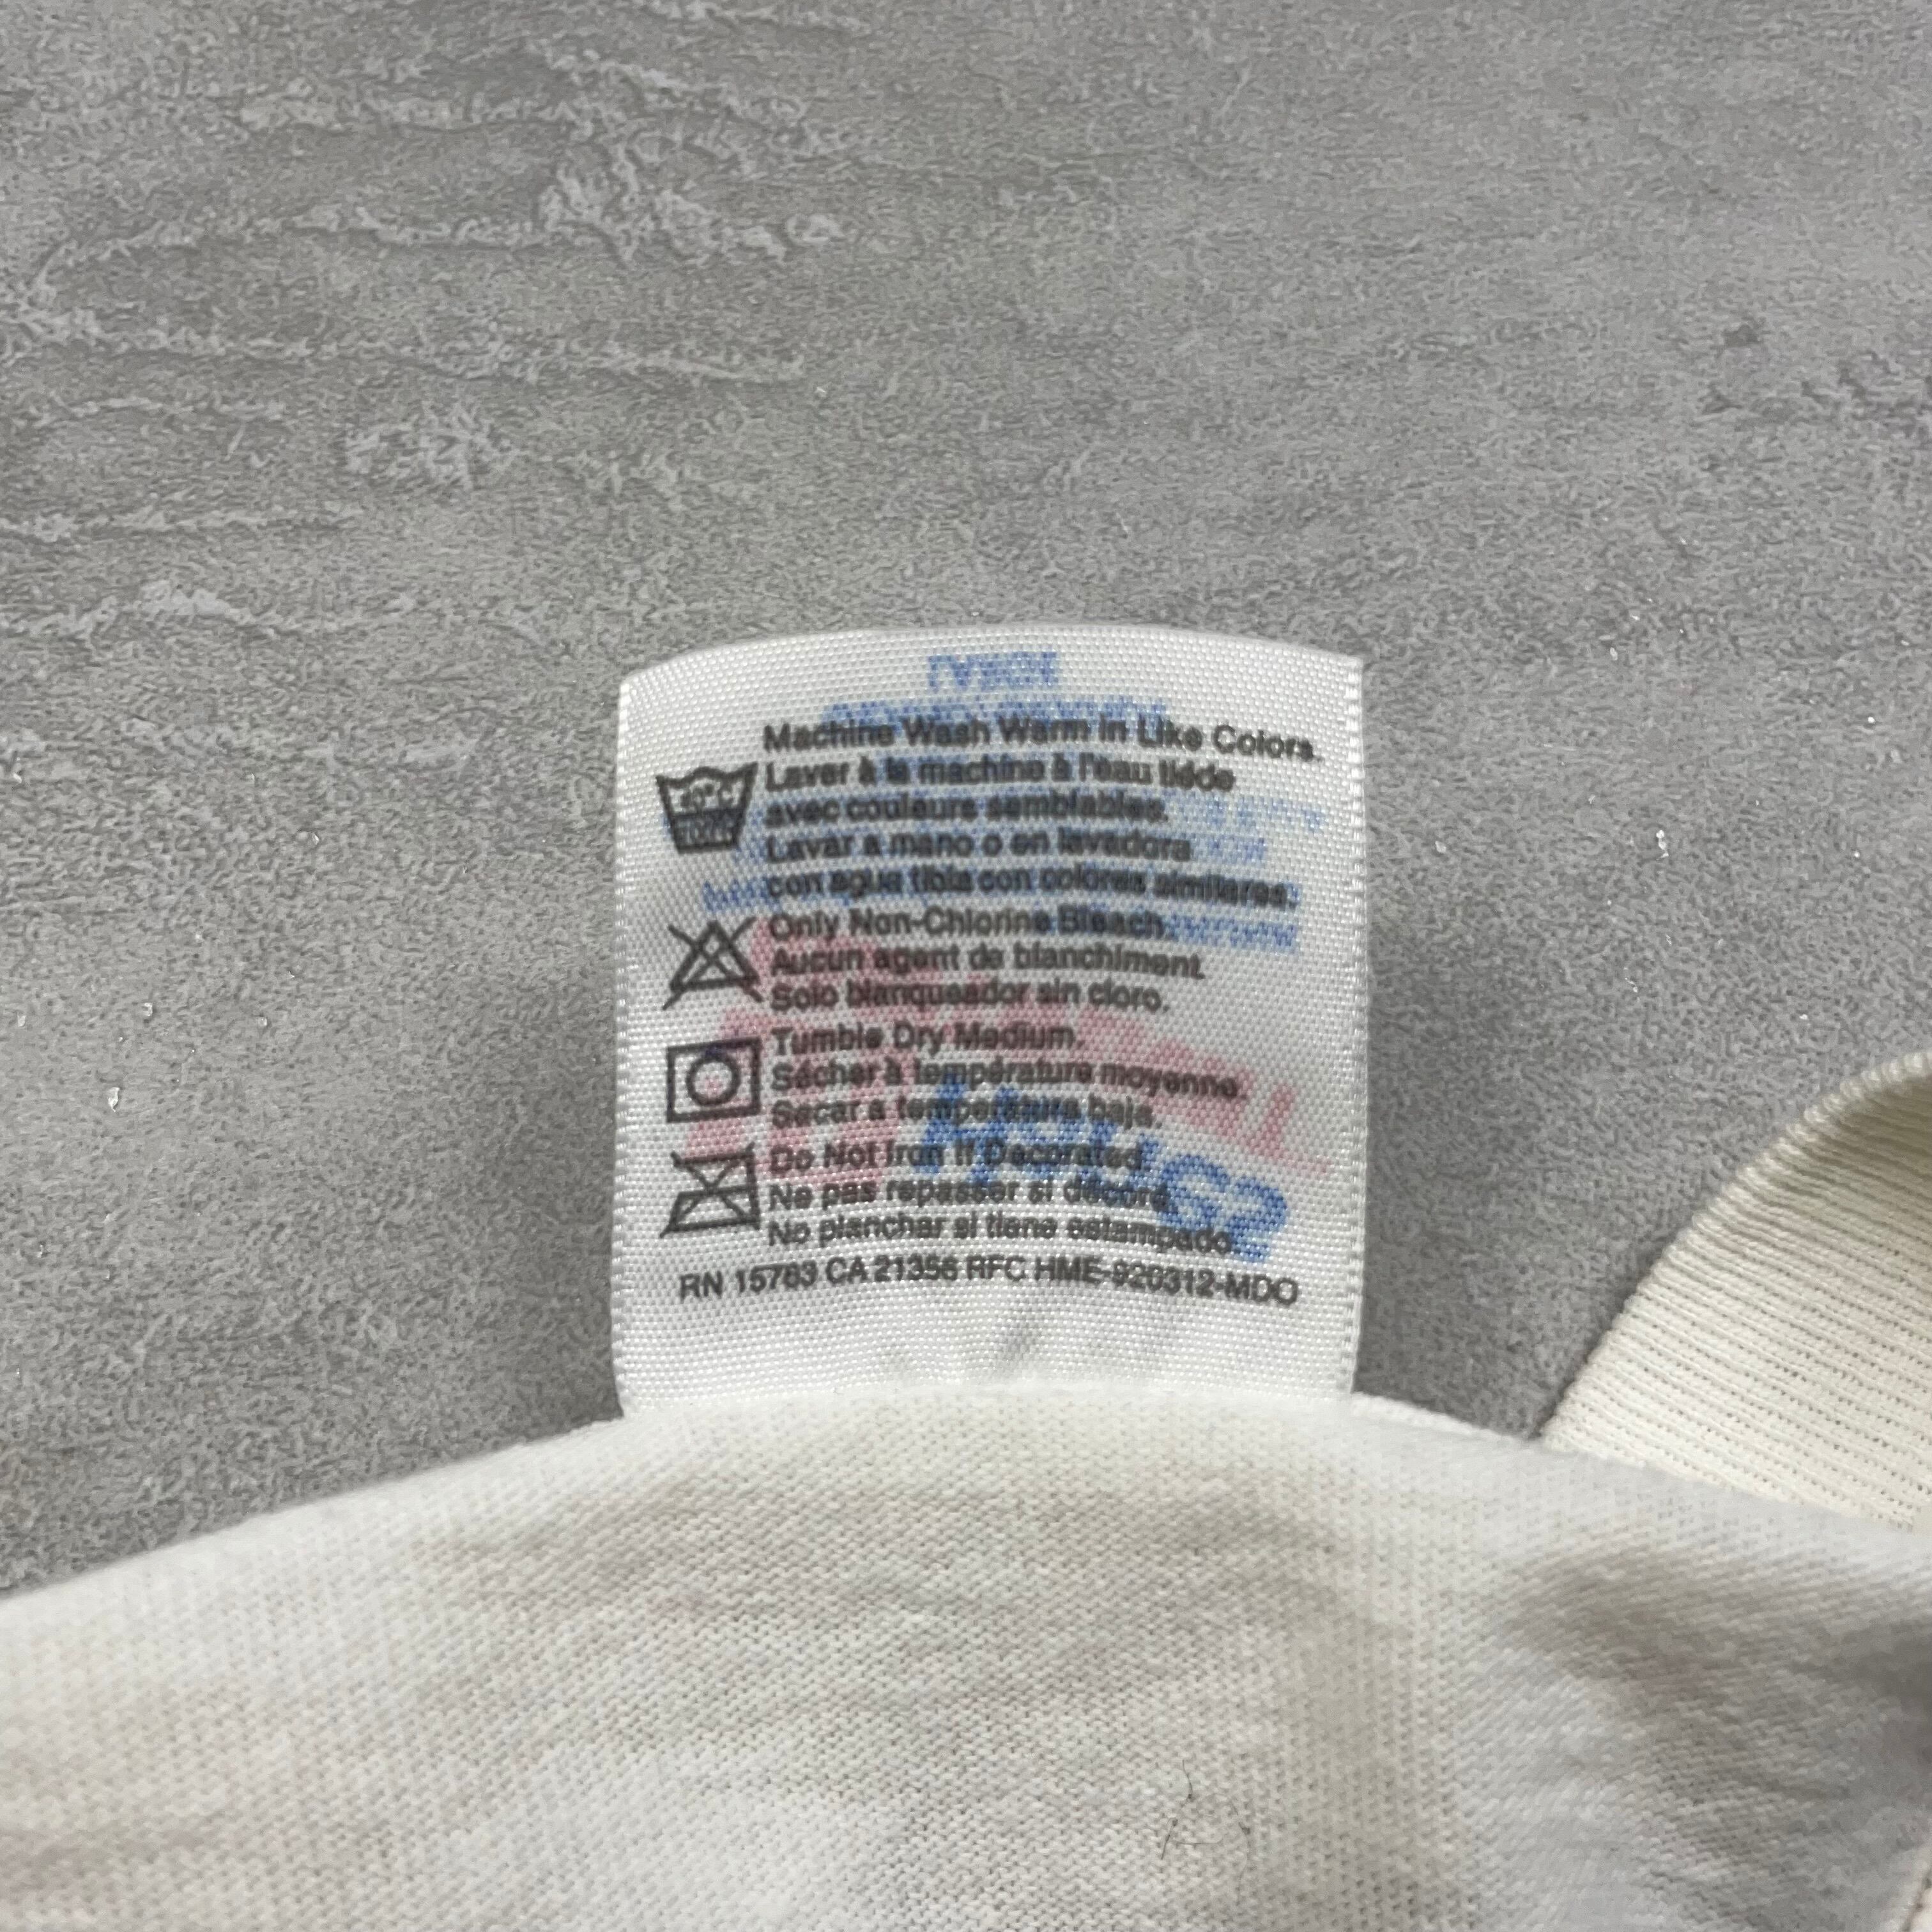 Machine Wash Warm in Like Colors.
Laver à la machine à l'eau tiéde
avec couleurs semblables.
Lavar a mano o en lavadora
con agua tibia con colores similares.
40°C
Only Non-Chlorine Bleach.
Aucun agent de blanchiment.
Solo blanqueador sin cloro.
Tumble Dry Medium.
Sécher à température moyenne
Secar a temperatura baja.
Do Not Iron If Decorated
Ne pas repasser si décoré.
No planchar si tiene estampado.
RN 15763 CA 21356 RFC HME-920312-MDO